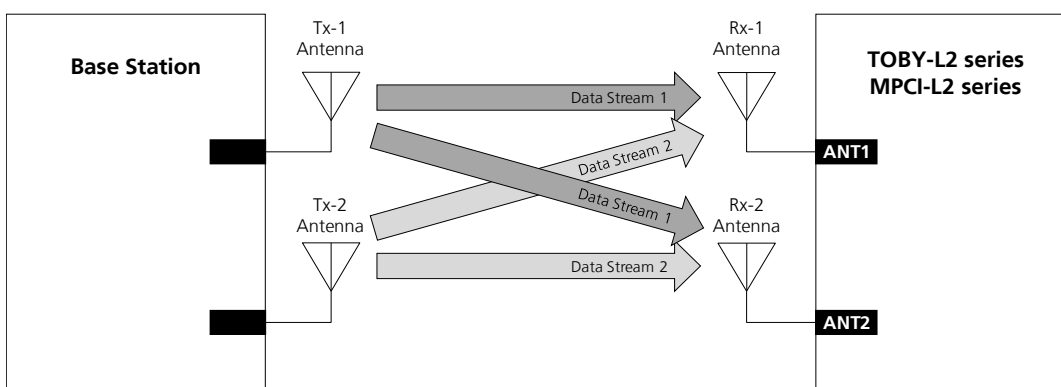 Base Station
Tx-1
Antenna
Rx-1
Antenna
TOBY-L2 series
MPCI-L2 series
Data Stream 1
Data Stream 2
ANT1
Data Stream 1
Tx-2
Antenna
Rx-2
Antenna
Data Stream 2
ANT2